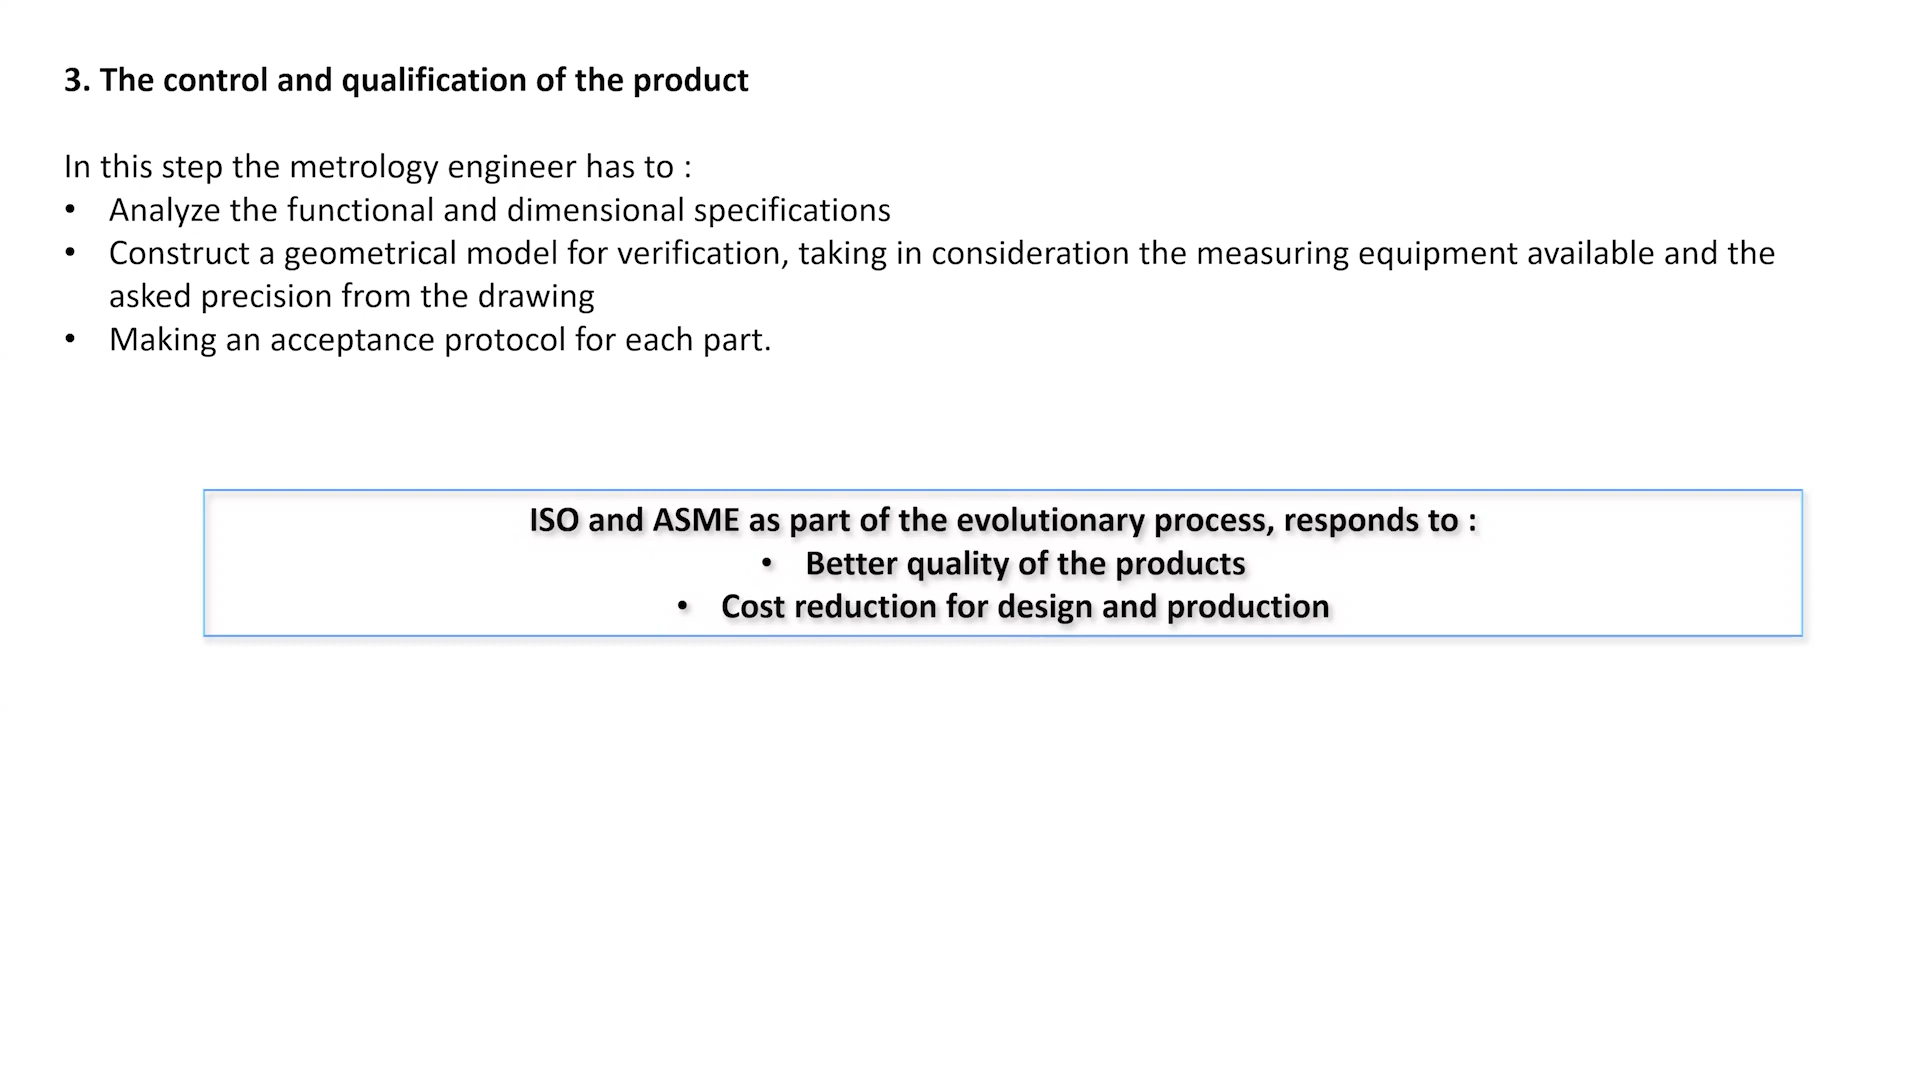 3. The control and qualification of the product
In this step the metrology engineer has to :
• Analyze the functional and dimensional specifications
• Construct a geometrical model for verification, taking in consideration the measuring equipment available and the
asked precision from the drawing
• Making an acceptance protocol for each part.
ISO and ASME as part of the evolutionary process, responds to :
• Better quality of the products
• Cost reduction for design and production